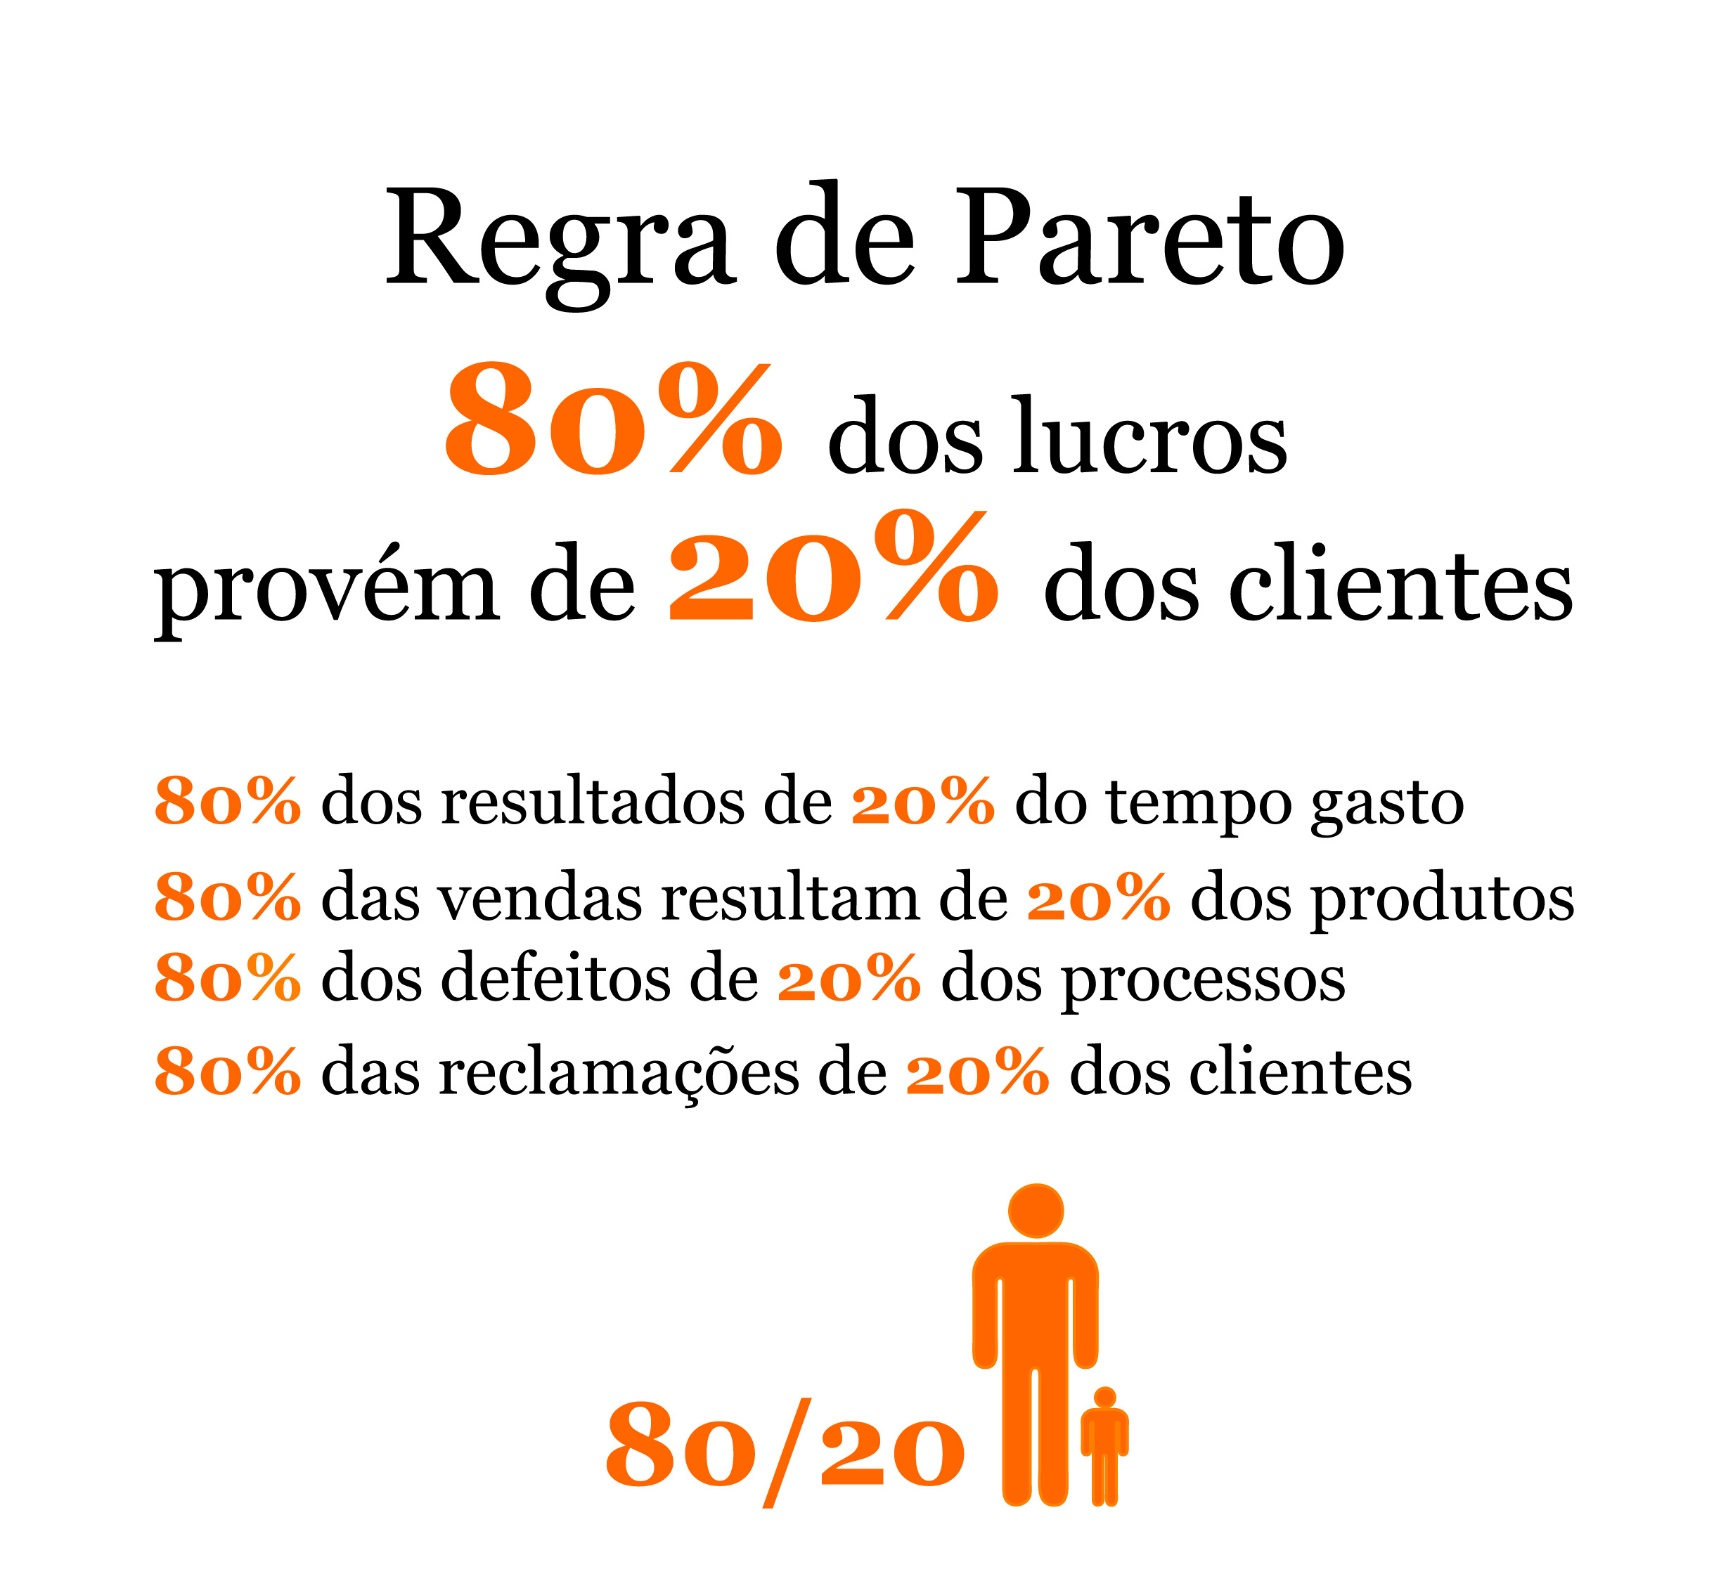 Regra de Pareto
80% dos lucros
provém de 20% dos clientes
80% dos resultados de 20% do tempo gasto
80% das vendas resultam de 20% dos produtos
80% dos defeitos de 20% dos processos
80% das reclamações de 20% dos clientes
80/20